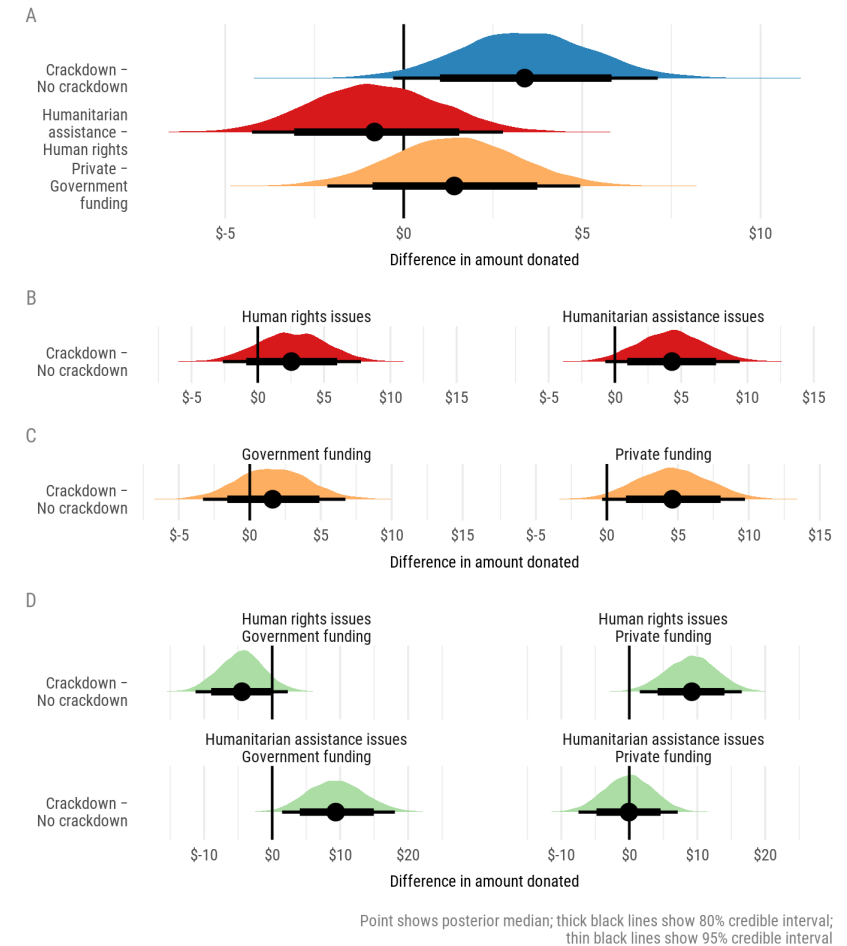 A
Crackdown −
No crackdown
Humanitarian
assistance −
Human rights
Private −
Government
funding
$-5 $0 $5 $10
Difference in amount donated
B
Human rights issues Humanitarian assistance issues
Crackdown −
No crackdown
$-5 $0 $5 $10 $15 $-5 $0 $5 $10 $15
C
Government funding Private funding
Crackdown −
No crackdown
$-5 $0 $5 $10 $15 $-5 $0 $5 $10 $15
Difference in amount donated
D
Human rights issues Human rights issues
Government funding Private funding
Crackdown −
No crackdown
Humanitarian assistance issues Humanitarian assistance issues
Government funding Private funding
Crackdown −
No crackdown
$-10 $0 $10 $20 $-10 $0 $10 $20
Difference in amount donated
Point shows posterior median; thick black lines show 80% credible interval;
thin black lines show 95% credible interval